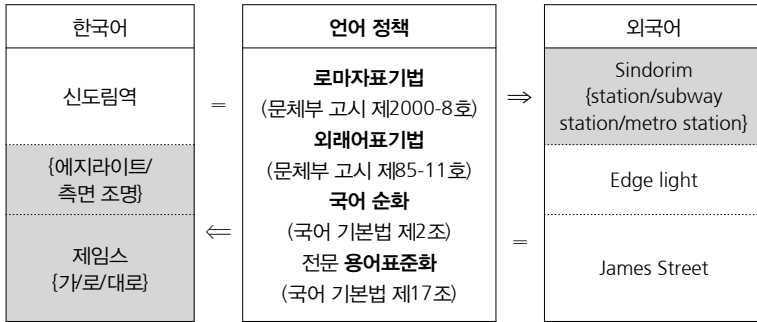 한국어
신도림역
{에지라이트/
측면 조명}
제임스
{가/로/대로}
=
⇐
언어 정책
로마자표기법
(문체부 고시 제2000-8호)
외래어표기법
(문체부 고시 제85-11호)
국어 순화
(국어 기본법 제2조)
전문 용어표준화
(국어 기본법 제17조)
⇒
=
외국어
Sindorim
{station/subway
station/metro station}
Edge light
James Street